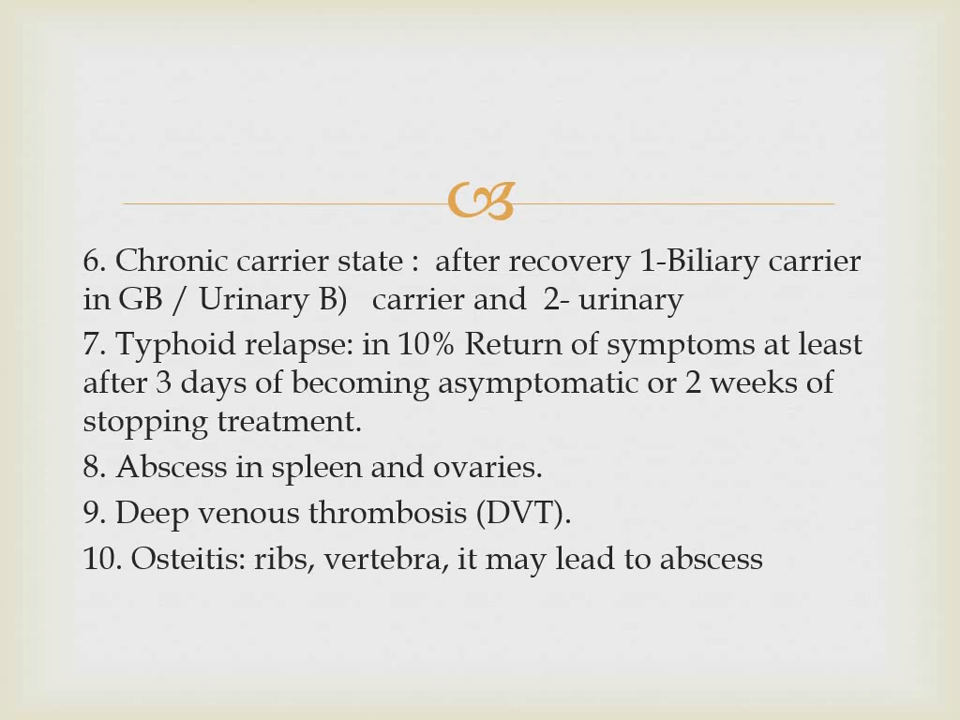 6. Chronic carrier state :  after recovery 1-Biliary carrier
in GB / Urinary B)   carrier and  2- urinary
7. Typhoid relapse: in 10% Return of symptoms at least
after 3 days of becoming asymptomatic or 2 weeks of
stopping treatment.
8. Abscess in spleen and ovaries.
9. Deep venous thrombosis (DVT).
10. Osteitis: ribs, vertebra, it may lead to abscess